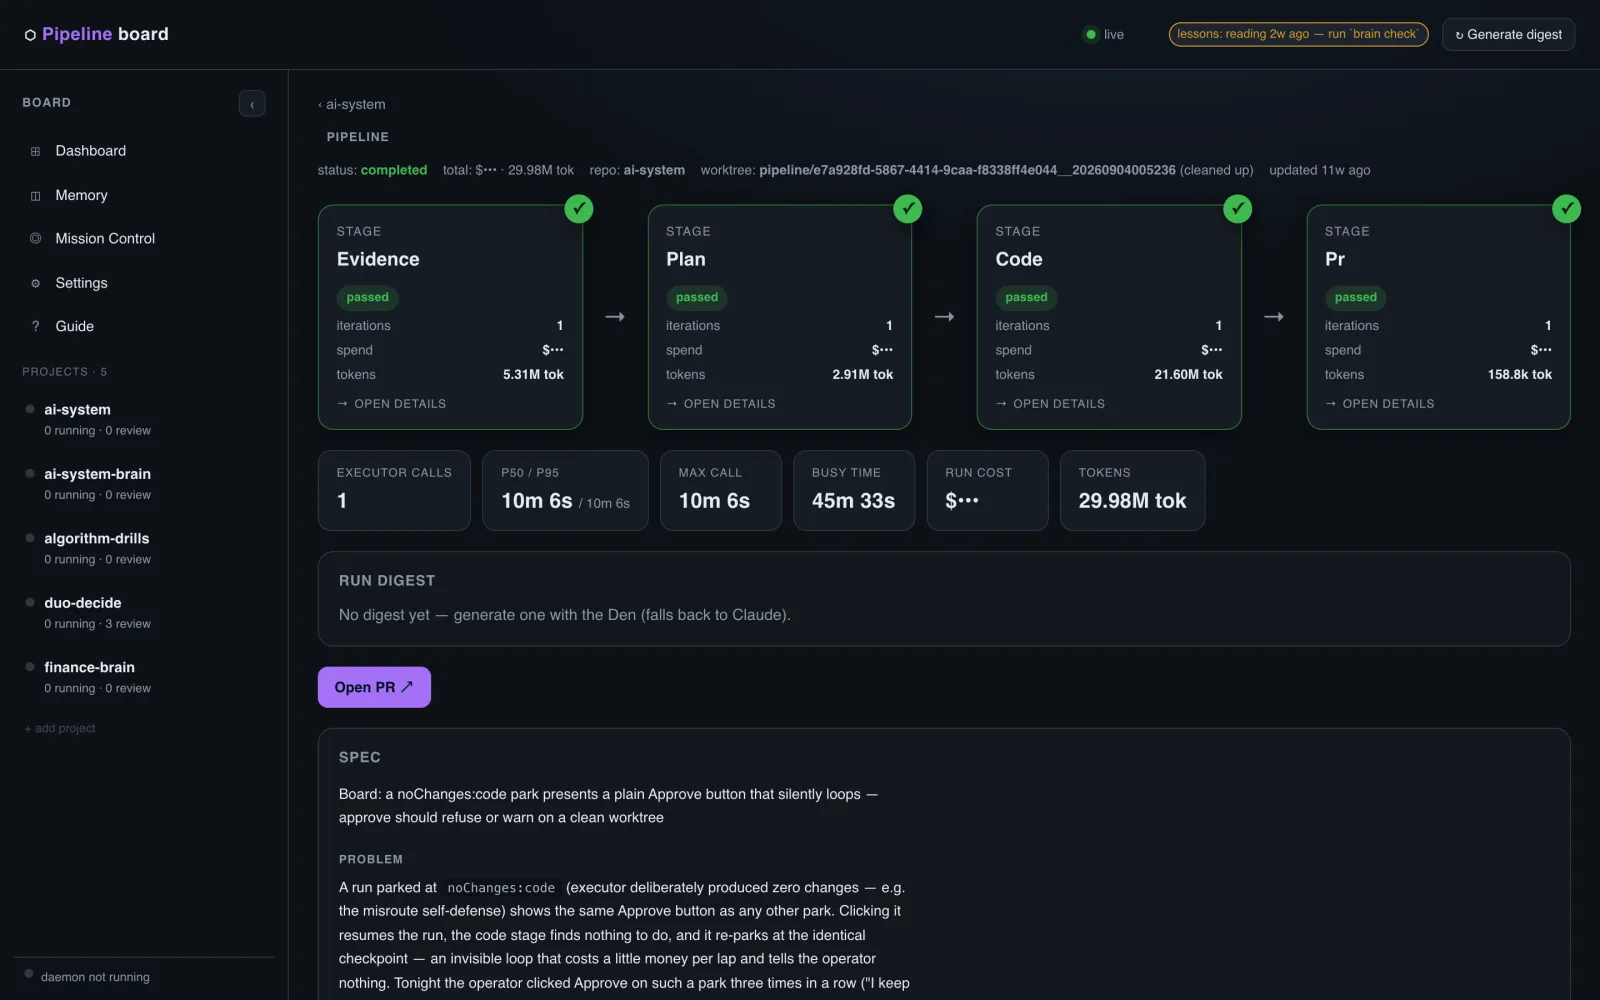 Pipeline board
live
lessons: reading 2w ago — run `brain check`
↻ Generate digest
BOARD
‹
Dashboard
Memory
Mission Control
Settings
? Guide
PROJECTS · 5
ai-system
0 running · 0 review
ai-system-brain
0 running · 0 review
algorithm-drills
0 running · 0 review
duo-decide
0 running · 3 review
finance-brain
0 running · 0 review
+ add project
daemon not running
‹ ai-system
PIPELINE
status: completed total: $••• · 29.98M tok repo: ai-system worktree: pipeline/e7a928fd-5867-4414-9caa-f8338ff4e044__20260904005236 (cleaned up) updated 11w ago
STAGE
Evidence
passed
iterations 1
spend $•••
tokens 5.31M tok
→ OPEN DETAILS
→
STAGE
Plan
passed
iterations 1
spend $•••
tokens 2.91M tok
→ OPEN DETAILS
→
STAGE
Code
passed
iterations 1
spend $•••
tokens 21.60M tok
→ OPEN DETAILS
→
STAGE
Pr
passed
iterations 1
spend $•••
tokens 158.8k tok
→ OPEN DETAILS
EXECUTOR CALLS
1
P50 / P95
10m 6s / 10m 6s
MAX CALL
10m 6s
BUSY TIME
45m 33s
RUN COST
$•••
TOKENS
29.98M tok
RUN DIGEST
No digest yet — generate one with the Den (falls back to Claude).
Open PR ↗
SPEC
Board: a noChanges:code park presents a plain Approve button that silently loops —
approve should refuse or warn on a clean worktree
PROBLEM
A run parked at noChanges:code (executor deliberately produced zero changes — e.g.
the misroute self-defense) shows the same Approve button as any other park. Clicking it
resumes the run, the code stage finds nothing to do, and it re-parks at the identical
checkpoint — an invisible loop that costs a little money per lap and tells the operator
nothing. Tonight the operator clicked Approve on such a park three times in a row ("I keep